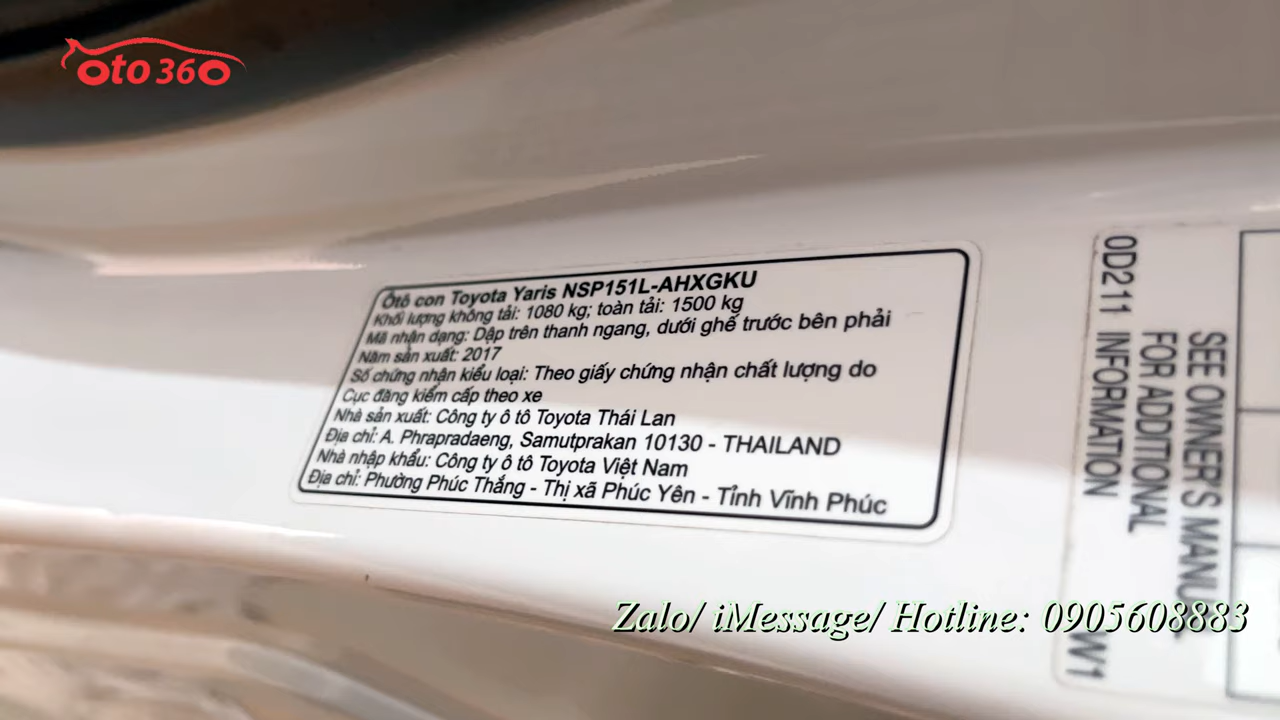 oto 360
Ôtô con Toyota Yaris NSP151L-AHXGKU
Khối lượng không tải: 1080 kg; toàn tải: 1500 kg
Mã nhận dạng: Dập trên thanh ngang, dưới ghế trước bên phải
Năm sản xuất: 2017
Số chứng nhận kiểu loại: Theo giấy chứng nhận chất lượng do
Cục đăng kiểm cấp theo xe
Nhà sản xuất: Công ty ô tô Toyota Thái Lan
Địa chỉ: A. Phrapradaeng, Samutprakan 10130 - THAILAND
Nhà nhập khẩu: Công ty ô tô Toyota Việt Nam
Địa chỉ: Phường Phúc Thắng - Thị xã Phúc Yên - Tỉnh Vĩnh Phúc
SEE OWNER'S MANUAL
FOR ADDITIONAL
0D211 INFORMATION
Zalo/ iMessage/ Hotline: 0905608883